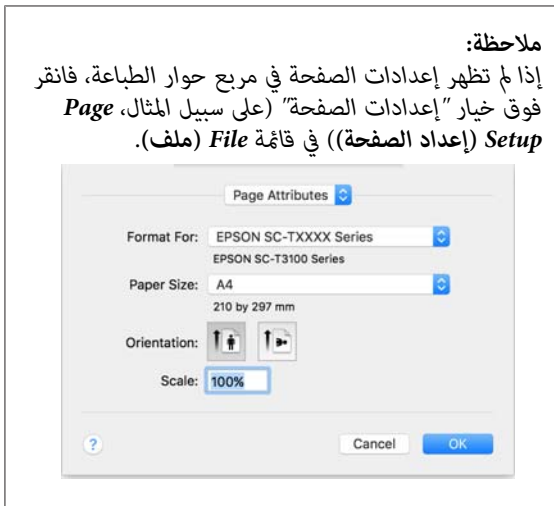 ملاحظة:
إذا لم تظهر إعدادات الصفحة في مربع حوار الطباعة، فانقر
فوق خيار "إعدادات الصفحة" (على سبيل المثال، Page
Setup (إعداد الصفحة)) في قائمة File (ملف).
Page Attributes
Format For: EPSON SC-TXXXX Series
EPSON SC-T3100 Series
Paper Size: A4
210 by 297 mm
Orientation:
Scale: 100%
? Cancel OK